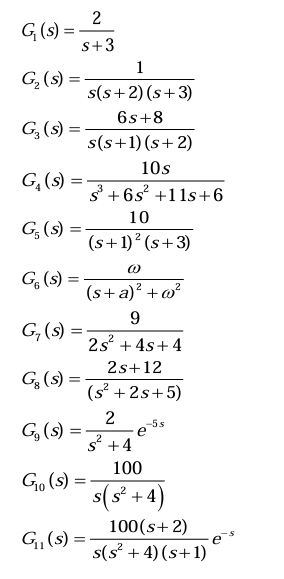 G₁(s) = 2/(s+3)
G₂(s) = 1/(s(s+2)(s+3))
G₃(s) = (6s+8)/(s(s+1)(s+2))
G₄(s) = 10s/(s³+6s²+11s+6)
G₅(s) = 10/((s+1)²(s+3))
G₆(s) = ω/((s+a)²+ω²)
G₇(s) = 9/(2s²+4s+4)
G₈(s) = (2s+12)/(s²+2s+5)
G₉(s) = 2/(s²+4) e⁻⁵ˢ
G₁₀(s) = 100/(s(s²+4))
G₁₁(s) = 100(s+2)/(s(s²+4)(s+1)) e⁻ˢ